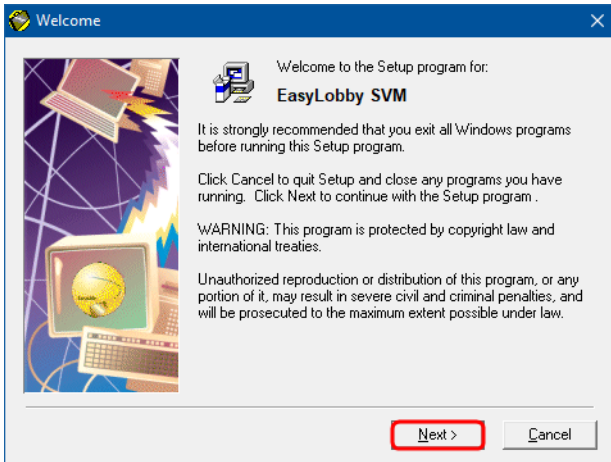 Welcome
Welcome to the Setup program for:
EasyLobby SVM
It is strongly recommended that you exit all Windows programs
before running this Setup program.
Click Cancel to quit Setup and close any programs you have
running. Click Next to continue with the Setup program .
WARNING: This program is protected by copyright law and
international treaties.
Unauthorized reproduction or distribution of this program, or any
portion of it, may result in severe civil and criminal penalties, and
will be prosecuted to the maximum extent possible under law.
Next >
Cancel